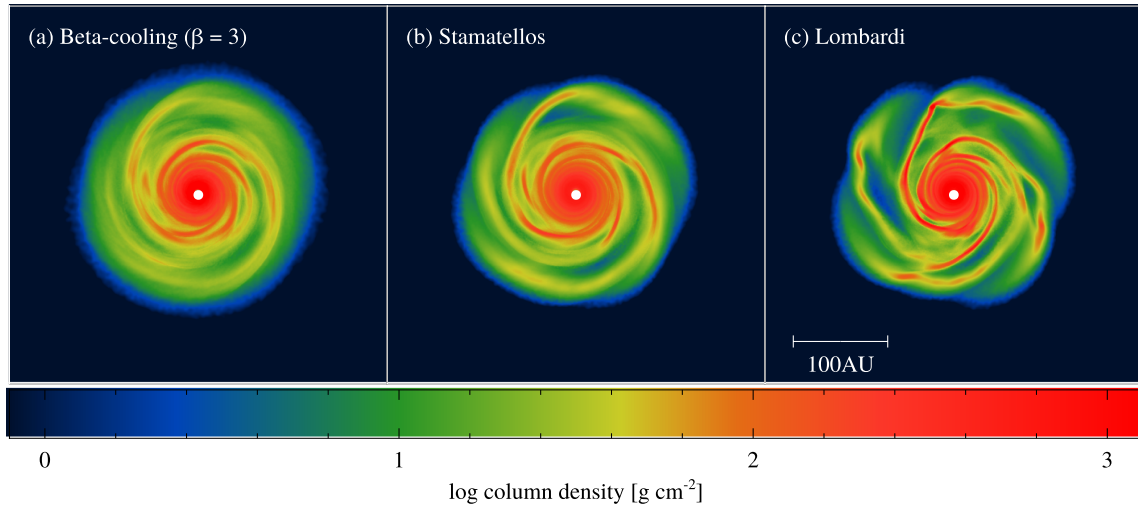 (a) Beta-cooling (β = 3)
(b) Stamatellos
(c) Lombardi
100AU
0 1 2 3
log column density [g cm⁻²]